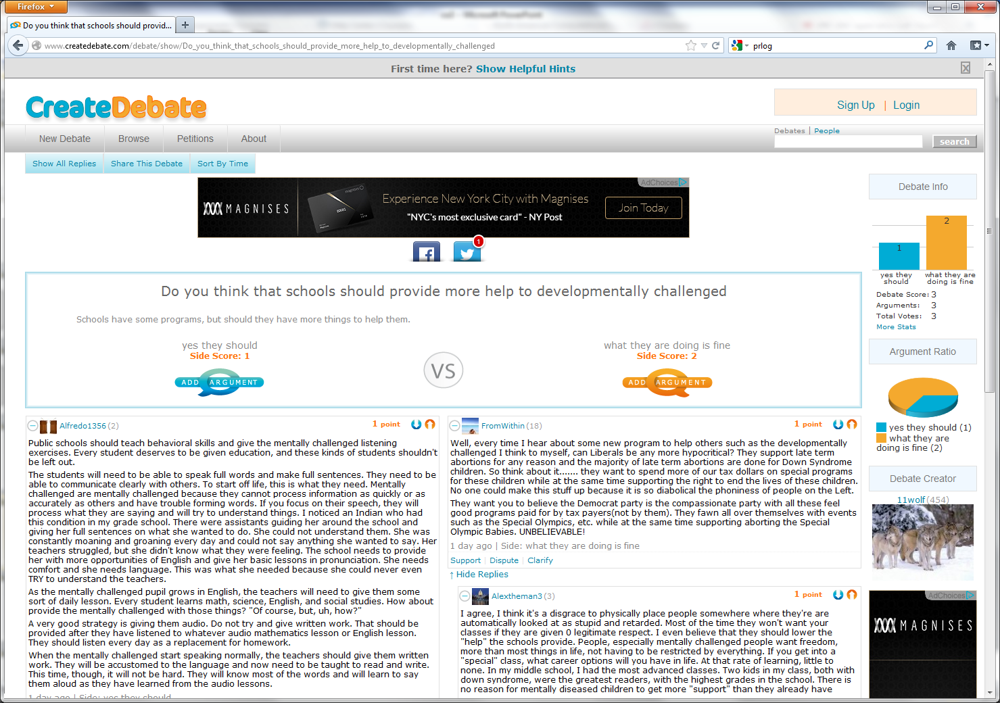 Firefox
Do you think that schools should provid...
www.createdebate.com/debate/show/Do_you_think_that_schools_should_provide_more_help_to_developmentally_challenged
prlog
First time here? Show Helpful Hints
X
CreateDebate
Sign Up | Login
New Debate Browse Petitions About
Debates | People
search
Show All Replies Share This Debate Sort By Time
AdChoices
MAGNISES
Experience New York City with Magnises
"NYC's most exclusive card" - NY Post
Join Today
1
Do you think that schools should provide more help to developmentally challenged
Schools have some programs, but should they have more things to help them.
yes they should
Side Score: 1
ADD ARGUMENT
VS
what they are doing is fine
Side Score: 2
ADD ARGUMENT
Alfredo1356 (2)
1 point
Public schools should teach behavioral skills and give the mentally challenged listening
exercises. Every student deserves to be given education, and these kinds of students shouldn't
be left out.
The students will need to be able to speak full words and make full sentences. They need to be
able to communicate clearly with others. To start off life, this is what they need. Mentally
challenged are mentally challenged because they cannot process information as quickly or as
accurately as others and have trouble forming words. If you focus on their speech, they will
process what they are saying and will try to understand things. I noticed an Indian who had
this condition in my grade school. There were assistants guiding her around the school and
giving her full sentences on what she wanted to do. She could not understand them. She was
constantly moaning and groaning every day and could not say anything she wanted to say. Her
teachers struggled, but she didn't know what they were feeling. The school needs to provide
her with more opportunities of English and give her basic lessons in pronunciation. She needs
comfort and she needs language. This was what she needed because she could never even
TRY to understand the teachers.
As the mentally challenged pupil grows in English, the teachers will need to give them some
sort of daily lesson. Every student learns math, science, English, and social studies. How about
provide the mentally challenged with those things? "Of course, but, uh, how?"
A very good strategy is giving them audio. Do not try and give written work. That should be
provided after they have listened to whatever audio mathematics lesson or English lesson.
They should listen every day as a replacement for homework.
When the mentally challenged start speaking normally, the teachers should give them written
work. They will be accustomed to the language and now need to be taught to read and write.
This time, though, it will not be hard. They will know most of the words and will learn to say
them aloud as they have learned from the audio lessons.
1 day ago | Side: yes they should
FromWithin (18)
1 point
Well, every time I hear about some new program to help others such as the developmentally
challenged I think to myself, can Liberals be any more hypocritical? They support late term
abortions for any reason and the majority of late term abortions are done for Down Syndrome
children. So think about it....... they want to spend more of our tax dollars on special programs
for these children while at the same time supporting the right to end the lives of these children.
No one could make this stuff up because it is so diabolical the phoniness of people on the Left.
They want you to believe the Democrat party is the compassionate party with all these feel
good programs paid for by tax payers(not by them). They fawn all over themselves with events
such as the Special Olympics, etc. while at the same time supporting aborting the Special
Olympic Babies. UNBELIEVABLE!
1 day ago | Side: what they are doing is fine
Support | Dispute | Clarify
↑ Hide Replies
Alextheman3 (3)
1 point
I agree, I think it's a disgrace to physically place people somewhere where they're are
automatically looked at as stupid and retarded. Most of the time they won't want your
classes if they are given 0 legitimate respect. I even believe that they should lower the
"help" the schools provide. People, especially mentally challenged people want freedom,
more than most things in life, not having to be restricted by everything. If you get into a
"special" class, what career options will you have in life. At that rate of learning, little to
none. In my middle school, I had the most advanced classes. Two kids in my class, both with
down syndrome, were the greatest readers, with the highest grades in the school. There is
no reason for mentally diseased children to get more "support" than they already have
Debate Info
1
2
yes they
should
what they are
doing is fine
Debate Score: 3
Arguments: 3
Total Votes: 3
More Stats
Argument Ratio
yes they should (1)
what they are
doing is fine (2)
Debate Creator
11wolf (454)
AdChoices
MAGNISES